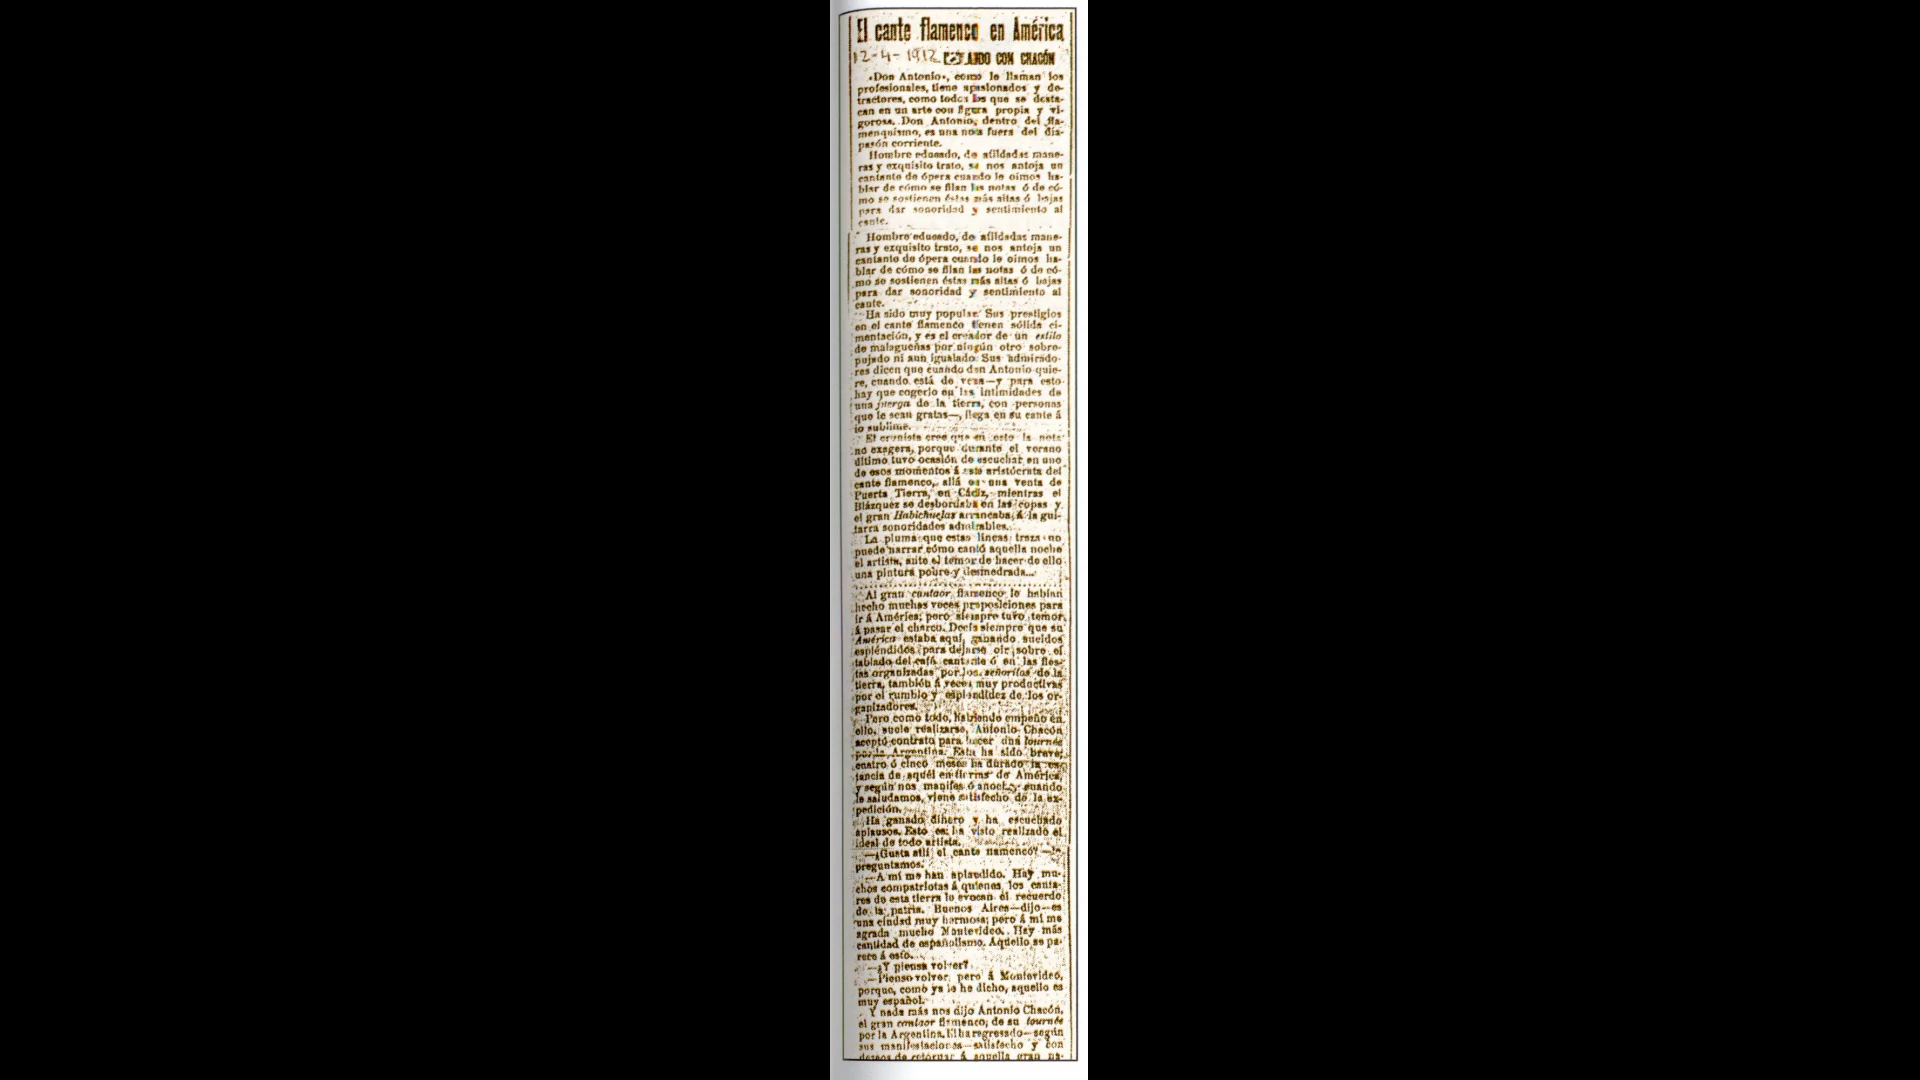 El cante flamenco en América
12-4-1912 ANDO CON CHACÓN
«Don Antonio», como le llaman los
profesionales, tiene apasionados y de-
tractores, como todos los que se desta-
can en un arte con figura propia y vi-
gorosa. Don Antonio, dentro del fla-
menquismo, es una nota fuera del dia-
pasón corriente.
Hombre educado, de afildadas mane-
ras y exquisito trato, se nos antoja un
cantante de ópera cuando le oimos ha-
blar de cómo se filan las notas ó de có-
mo se sostienen éstas más altas ó bajas
para dar sonoridad y sentimiento al
cante.
Hombre educado, de afildadas mane-
ras y exquisito trato, se nos antoja un
cantante de ópera cuando le oimos ha-
blar de cómo se filan las notas ó de có-
mo se sostienen éstas más altas ó bajas
para dar sonoridad y sentimiento al
cante.
Ha sido muy popular. Sus prestigios
en el cante flamenco tienen sólida ci-
mentación, y es el creador de un estilo
de malagueñas por ningún otro sobre-
pujado ni aun igualado. Sus admirado-
res dicen que cuando don Antonio quie-
re, cuando está de vena—y para esto
hay que cogerlo en las intimidades de
una juerga de la tierra, con personas
que le sean gratas—, llega en su cante á
lo sublime.
El cronista cree que en esto la nota
no exagera, porque durante el verano
último tuvo ocasión de escuchar en uno
de esos momentos á este aristócrata del
cante flamenco, allá en una venta de
Puerta Tierra, en Cádiz, mientras el
Blázquez se desbordaba en las copas y
el gran Habichuelas arrancaba á la gui-
tarra sonoridades admirables.
La pluma que estas líneas traza no
puede narrar cómo cantó aquella noche
el artista, ante el temor de hacer de ello
una pintura pobre y desmedrada...
Al gran cantaor flamenco le habían
hecho muchas veces proposiciones para
ir á América; pero siempre tuvo temor
á pasar el charco. Decía siempre que su
América estaba aquí, ganando sueldos
espléndidos para dejarse oir sobre el
tablado del café cantante ó en las fies-
tas organizadas por los señoritos de la
tierra, también á veces muy productivas
por el rumbo y esplendidez de los or-
ganizadores.
Pero como todo, habiendo empeño en
ello, suele realizarse, Antonio Chacón
aceptó contrato para hacer una tournée
por la Argentina. Esta ha sido breve;
cuatro ó cinco meses ha durado la es-
tancia de aquél en tierras de América,
y según nos manifestó anoche, cuando
le saludamos, viene satisfecho de la ex-
pedición.
Ha ganado dinero y ha escuchado
aplausos. Esto es: ha visto realizado el
ideal de todo artista.
—¿Gusta allí el cante flamenco?—le
preguntamos.
—A mí me han aplaudido. Hay mu-
chos compatriotas á quienes los canta-
res de esta tierra le evocan el recuerdo
de la patria. Buenos Aires—dijo—es
una ciudad muy hermosa; pero á mí me
agrada mucho Montevideo. Hay más
cantidad de españolismo. Aquello se pa-
rece á esto.
—¿Y piensa volver?
—Pienso volver, pero á Montevideo,
porque, como ya le he dicho, aquello es
muy español.
Y nada más nos dijo Antonio Chacón,
el gran cantaor flamenco, de su tournée
por la Argentina. El ha regresado—según
sus manifestaciones—satisfecho y con
deseos de retornar á aquella gran na-